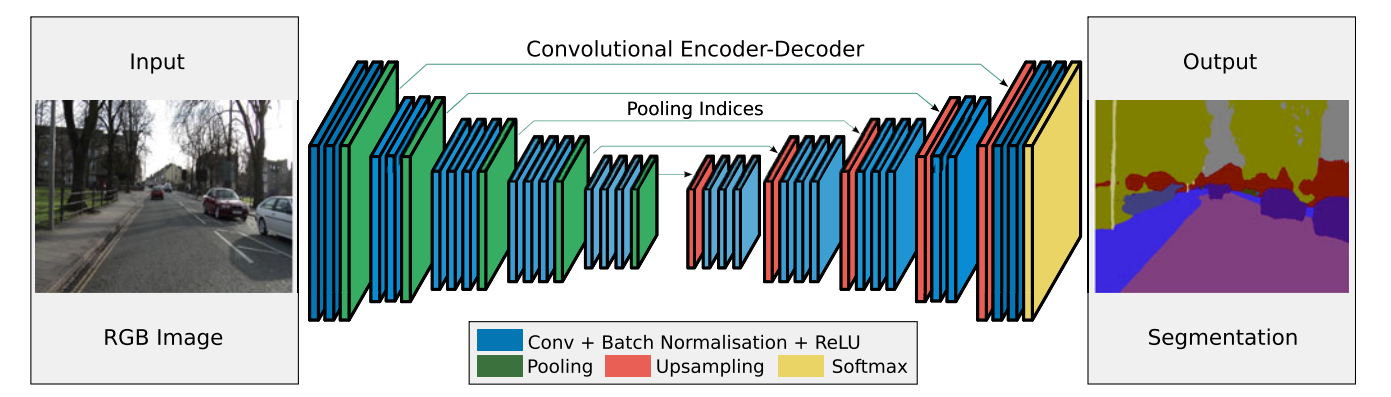 Input
RGB Image
Convolutional Encoder-Decoder
Pooling Indices
Conv + Batch Normalisation + ReLU
Pooling Upsampling Softmax
Output
Segmentation